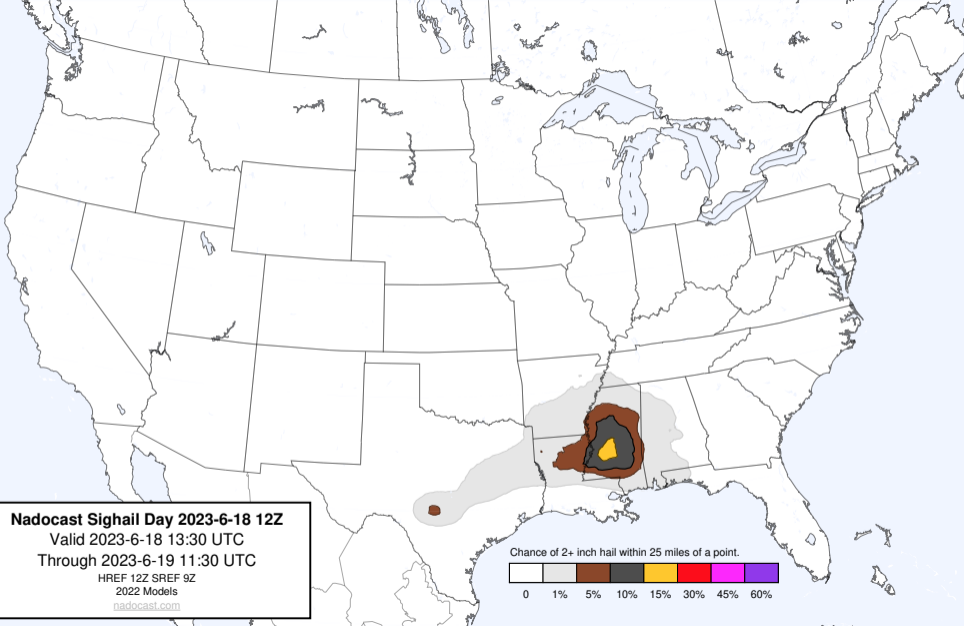 Nadocast Sighail Day 2023-6-18 12Z
Valid 2023-6-18 13:30 UTC
Through 2023-6-19 11:30 UTC
HREF 12Z SREF 9Z
2022 Models
nadocast.com
Chance of 2+ inch hail within 25 miles of a point.
0 1% 5% 10% 15% 30% 45% 60%